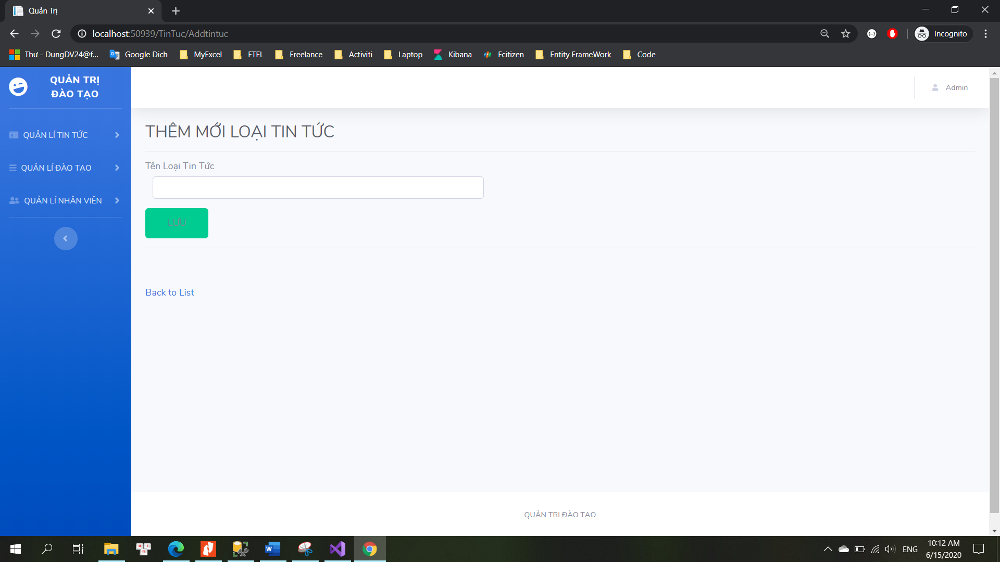 Quản Trị
localhost:50939/TinTuc/Addtintuc
Incognito
Thư - DungDV24@f...
Google Dịch
MyExcel
FTEL
Freelance
Activiti
Laptop
Kibana
Fcitizen
Entity FrameWork
Code
QUẢN TRỊ
ĐÀO TẠO
Admin
QUẢN LÍ TIN TỨC
QUẢN LÍ ĐÀO TẠO
QUẢN LÍ NHÂN VIÊN
THÊM MỚI LOẠI TIN TỨC
Tên Loại Tin Tức
LƯU
Back to List
QUẢN TRỊ ĐÀO TẠO
ENG
10:12 AM
6/15/2020